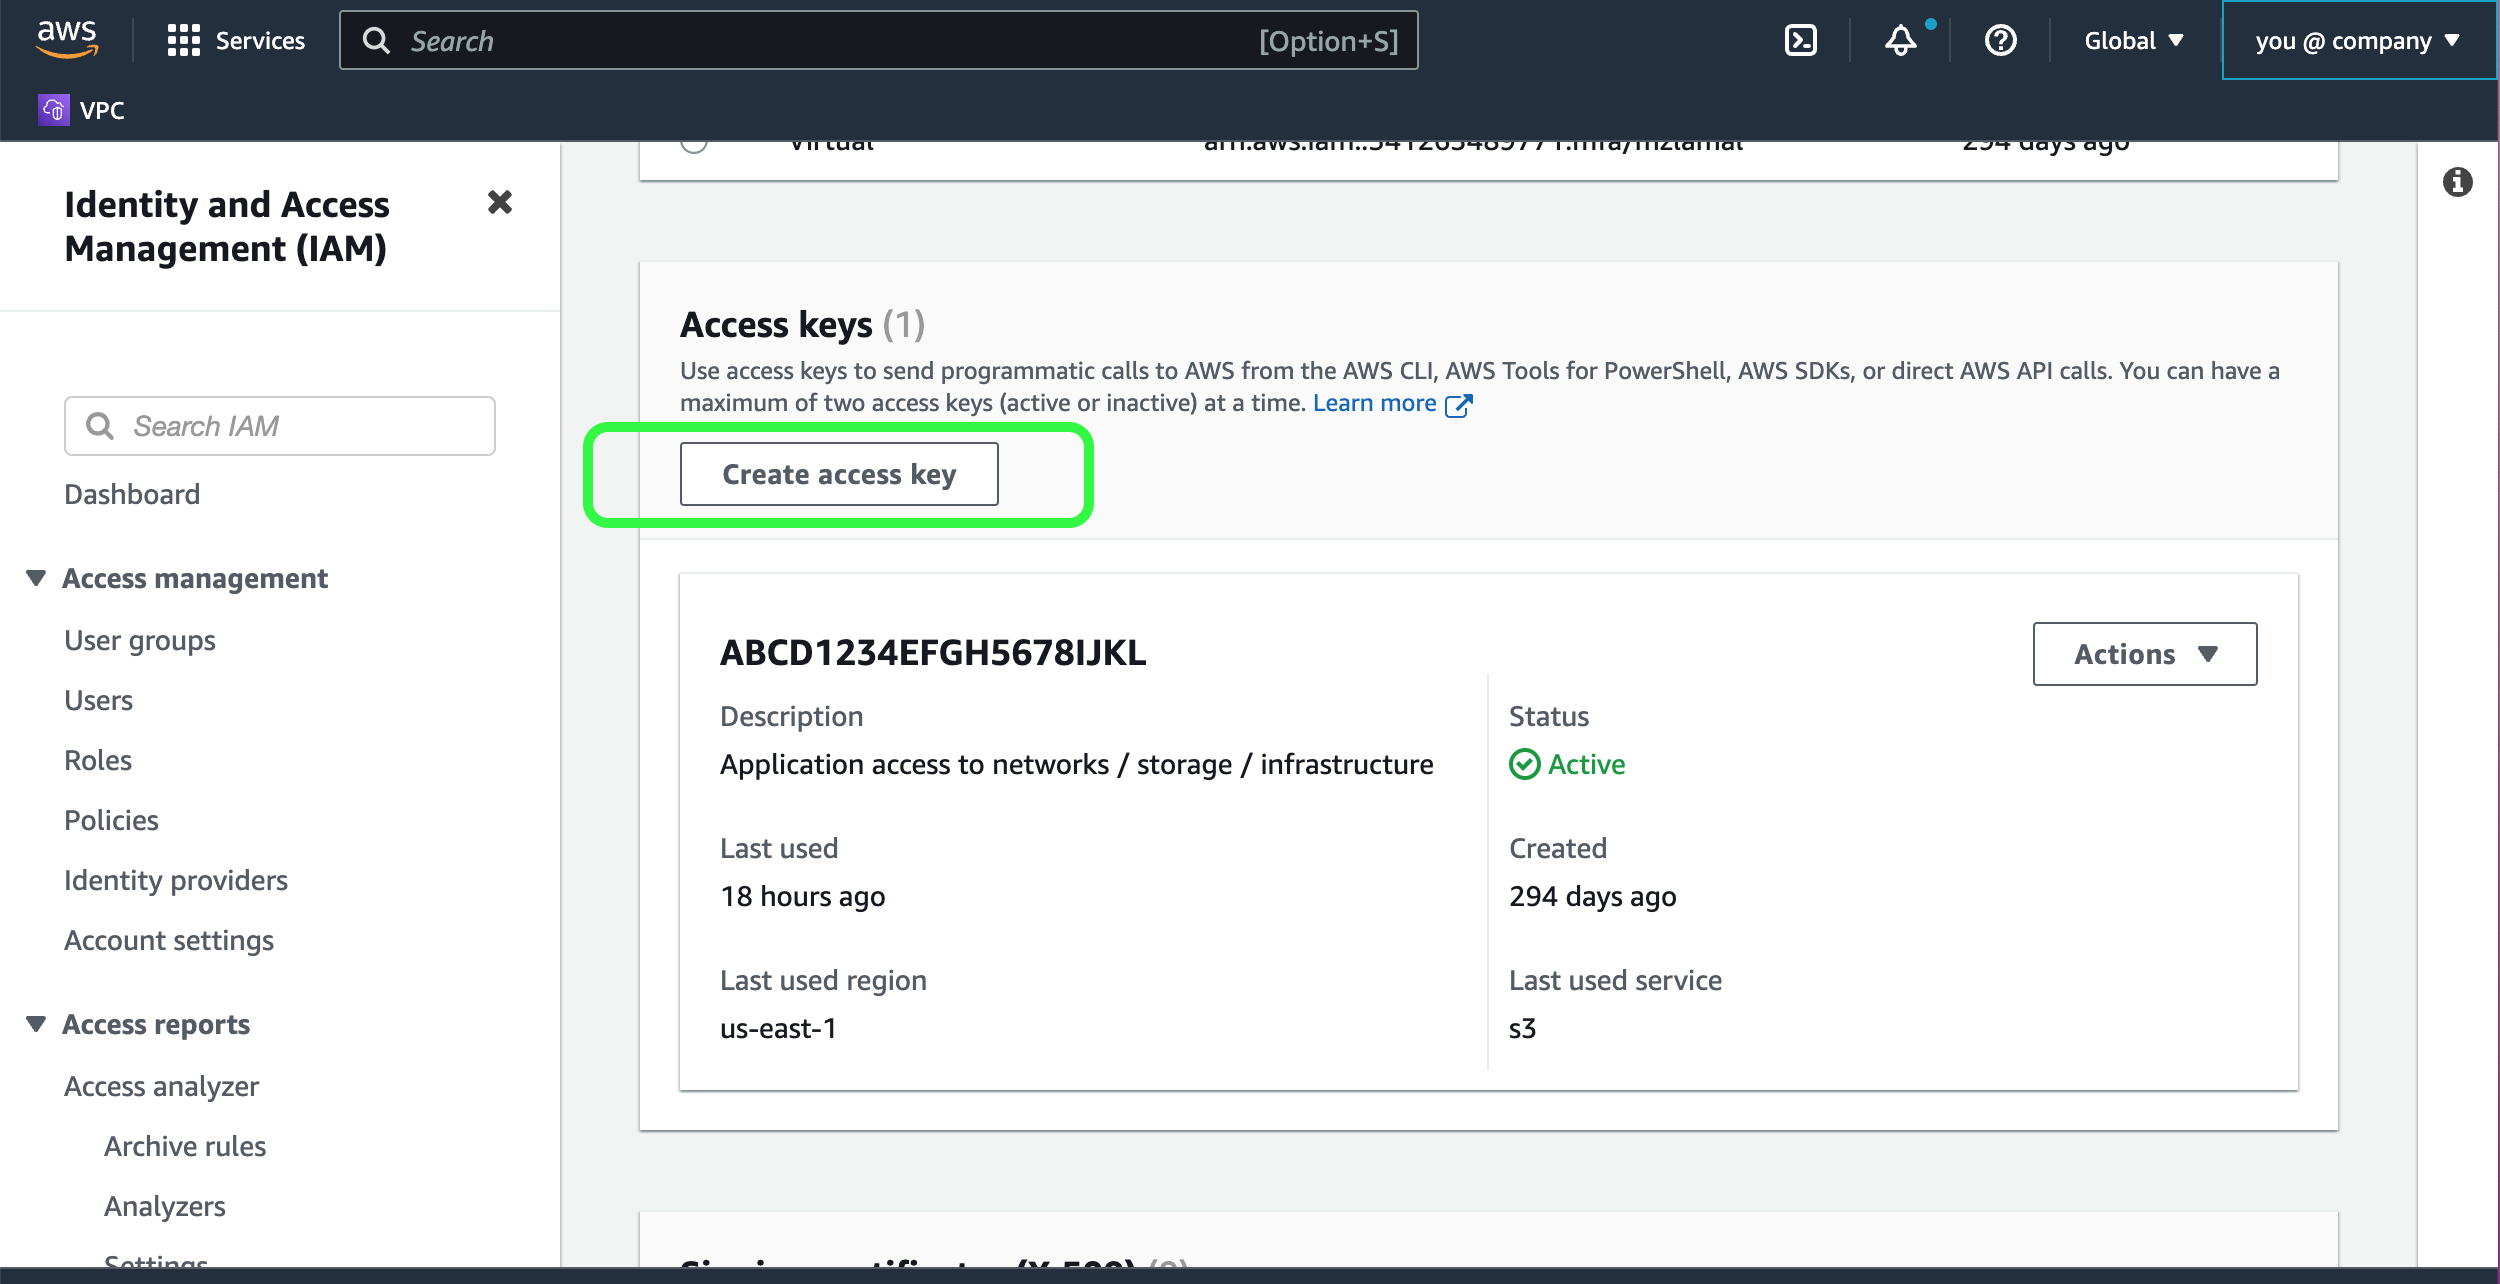 aws
Services
Search
[Option+S]
Global
you @ company
VPC
Identity and Access
Management (IAM)
Search IAM
Dashboard
Access management
User groups
Users
Roles
Policies
Identity providers
Account settings
Access reports
Access analyzer
Archive rules
Analyzers
Settings
Virtual
294 days ago
Access keys (1)
Use access keys to send programmatic calls to AWS from the AWS CLI, AWS Tools for PowerShell, AWS SDKs, or direct AWS API calls. You can have a
maximum of two access keys (active or inactive) at a time. Learn more
Create access key
ABCD1234EFGH5678IJKL
Actions
Description
Application access to networks / storage / infrastructure
Status
Active
Last used
18 hours ago
Created
294 days ago
Last used region
us-east-1
Last used service
s3